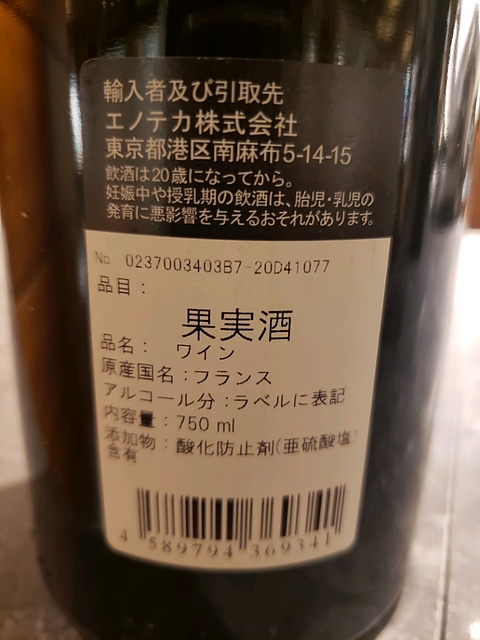 輸入者及び引取先
エノテカ株式会社
東京都港区南麻布5-14-15
飲酒は20歳になってから。
妊娠中や授乳期の飲酒は、胎児・乳児の
発育に悪影響を与えるおそれがあります。
No. 0237003403B7-20D41077
品目：
果実酒
品名： ワイン
原産国名：フランス
アルコール分：ラベルに表記
内容量：750 ml
添加物：酸化防止剤(亜硫酸塩)
含有
4 589794 369341